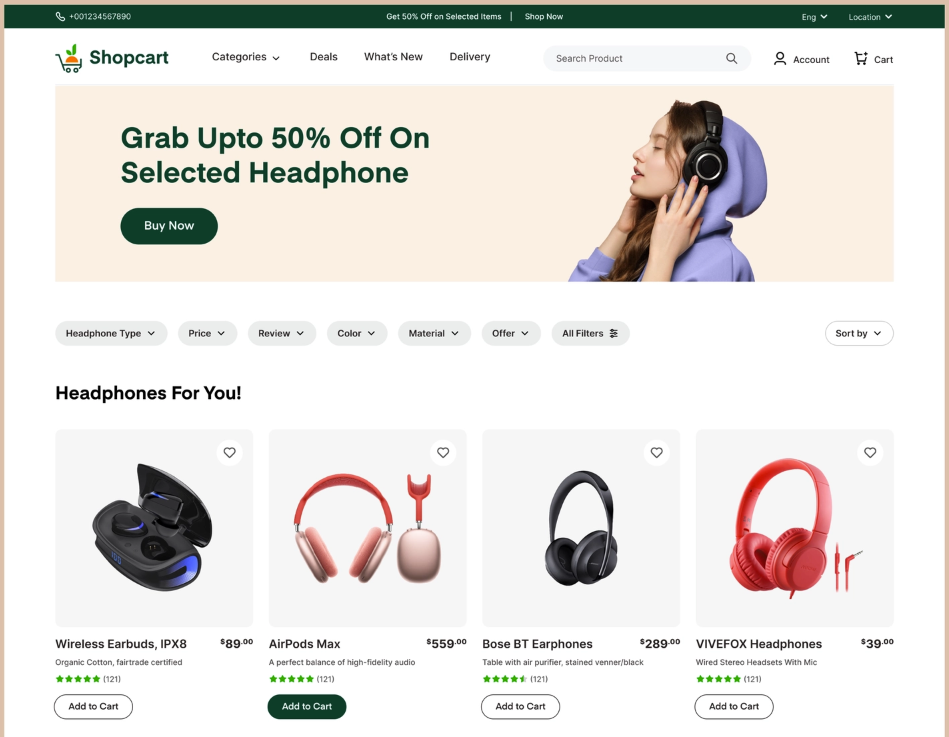 +001234567890
Get 50% Off on Selected Items | Shop Now
Eng
Location
Shopcart
Categories
Deals
What's New
Delivery
Search Product
Account
Cart
Grab Upto 50% Off On
Selected Headphone
Buy Now
Headphone Type
Price
Review
Color
Material
Offer
All Filters
Sort by
Headphones For You!
Wireless Earbuds, IPX8 $89.00
Organic Cotton, fairtrade certified
(121)
Add to Cart
AirPods Max $559.00
A perfect balance of high-fidelity audio
(121)
Add to Cart
Bose BT Earphones $289.00
Table with air purifier, stained venner/black
(121)
Add to Cart
VIVEFOX Headphones $39.00
Wired Stereo Headsets With Mic
(121)
Add to Cart